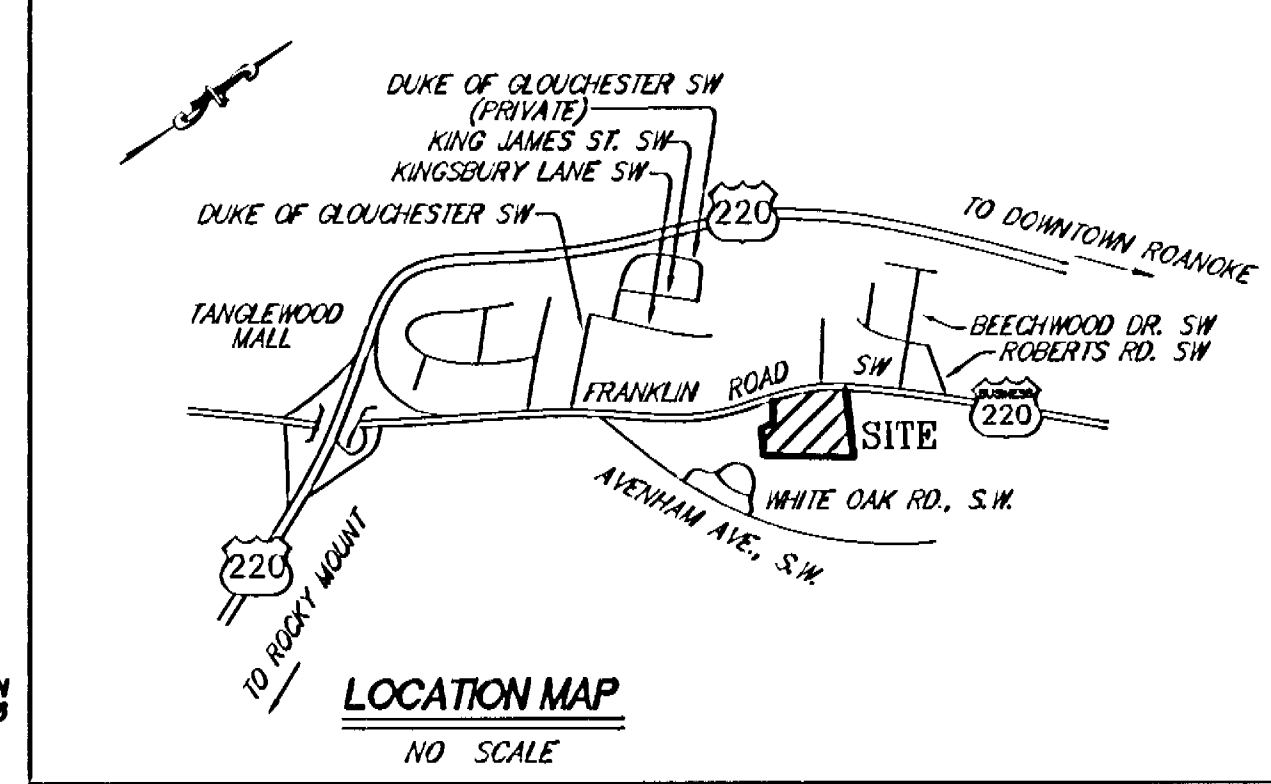 DUKE OF GLOUCHESTER SW
(PRIVATE)
KING JAMES ST. SW
KINGSBURY LANE SW
DUKE OF GLOUCHESTER SW
220
TO DOWNTOWN ROANOKE
TANGLEWOOD
MALL
BEECHWOOD DR. SW
ROBERTS RD. SW
FRANKLIN ROAD SW
BUSINESS
220
SITE
WHITE OAK RD., S.W.
AVENHAM AVE., S.W.
220
TO ROCKY MOUNT
LOCATION MAP
NO SCALE